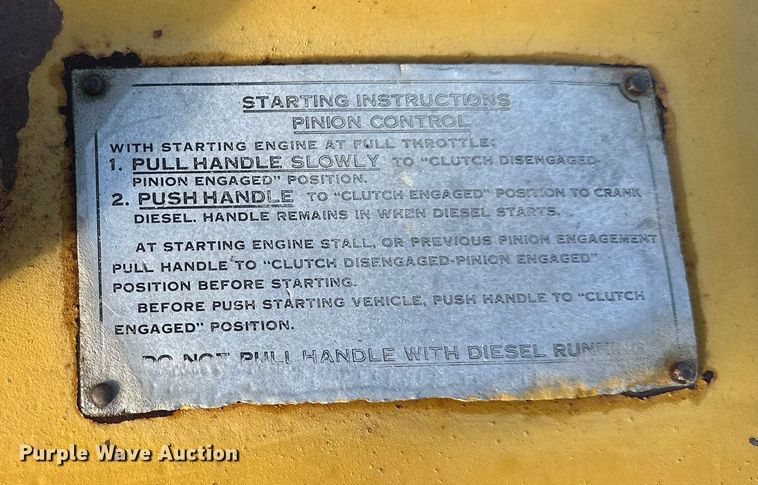 STARTING INSTRUCTIONS
PINION CONTROL
WITH STARTING ENGINE AT FULL THROTTLE:
1. PULL HANDLE SLOWLY TO "CLUTCH DISENGAGED-
PINION ENGAGED" POSITION.
2. PUSH HANDLE TO "CLUTCH ENGAGED" POSITION TO CRANK
DIESEL. HANDLE REMAINS IN WHEN DIESEL STARTS.
AT STARTING ENGINE STALL, OR PREVIOUS PINION ENGAGEMENT
PULL HANDLE TO "CLUTCH DISENGAGED-PINION ENGAGED"
POSITION BEFORE STARTING.
BEFORE PUSH STARTING VEHICLE, PUSH HANDLE TO "CLUTCH
ENGAGED" POSITION.
DO NOT PULL HANDLE WITH DIESEL
Purple Wave Auction